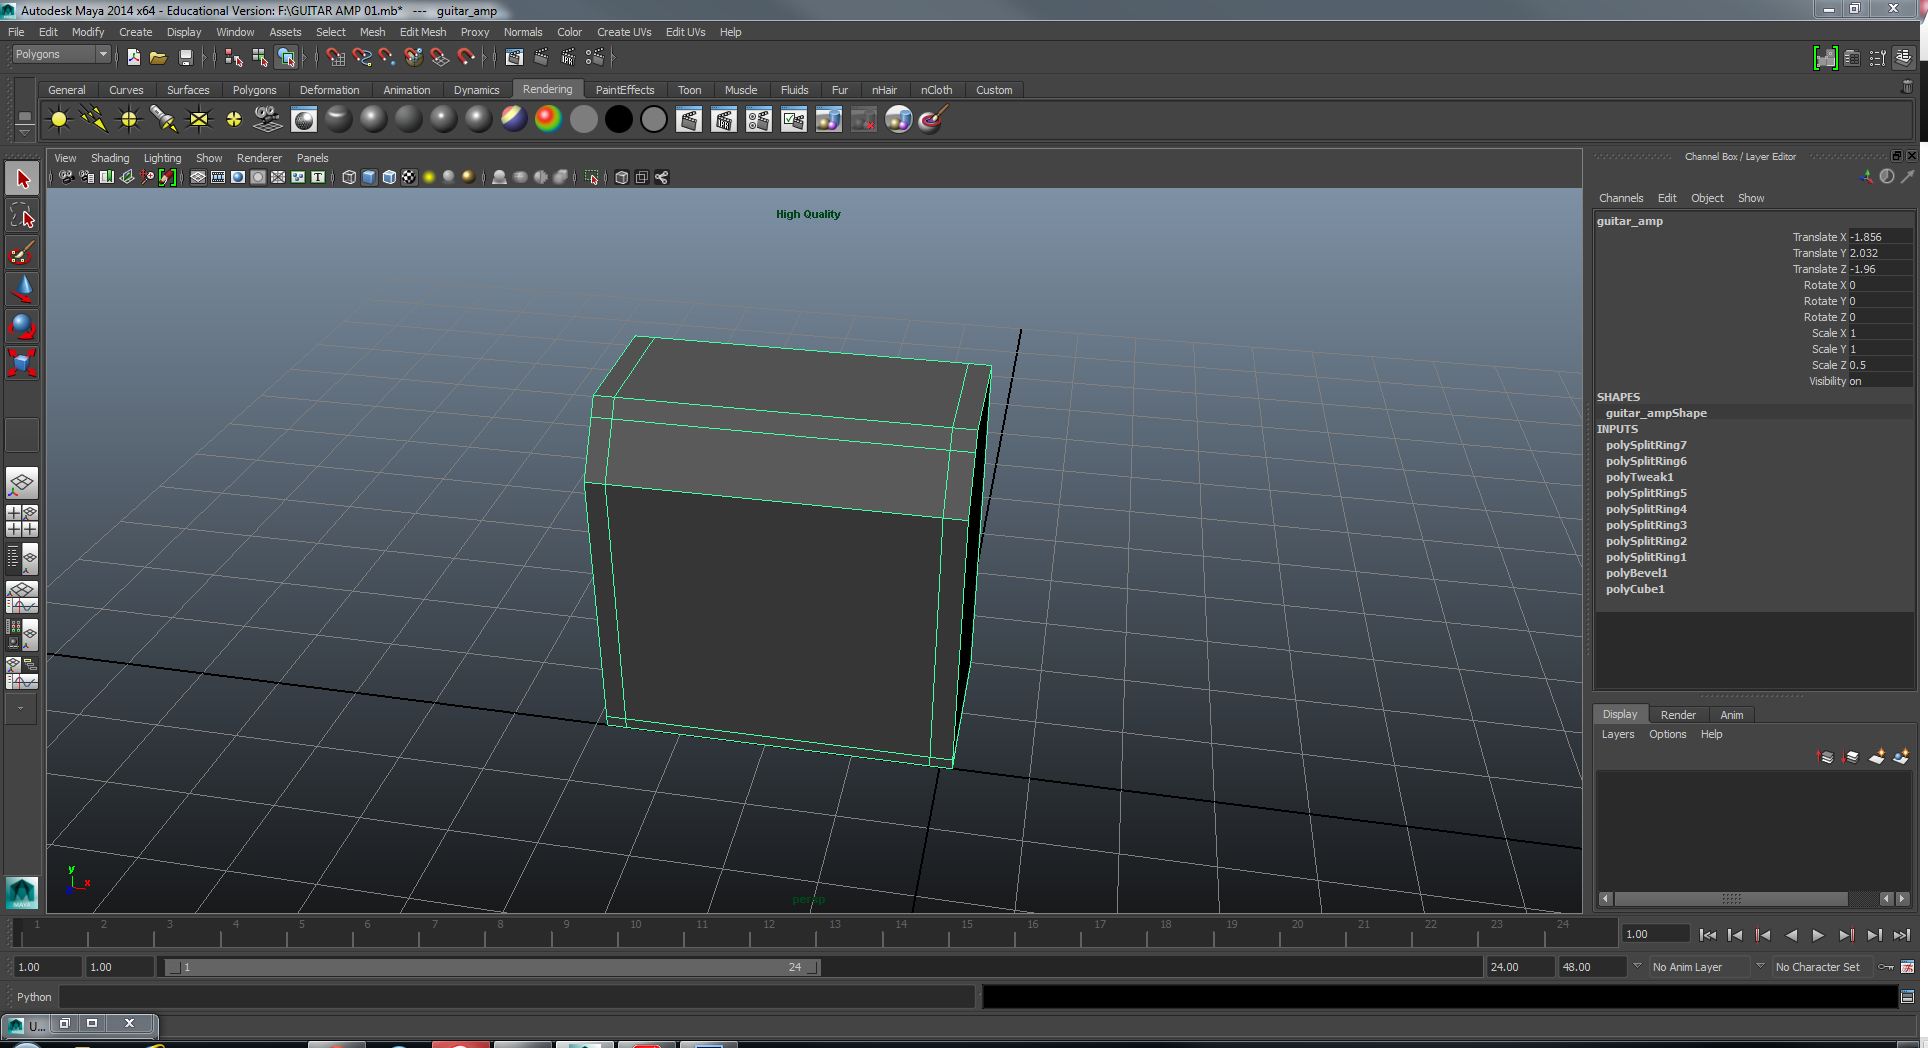 Autodesk Maya 2014 x64 - Educational Version: F:\GUITAR AMP 01.mb* --- guitar_amp
File Edit Modify Create Display Window Assets Select Mesh Edit Mesh Proxy Normals Color Create UVs Edit UVs Help
Polygons
General Curves Surfaces Polygons Deformation Animation Dynamics Rendering PaintEffects Toon Muscle Fluids Fur nHair nCloth Custom
View Shading Lighting Show Renderer Panels
High Quality
persp
y
x
Channel Box / Layer Editor
Channels Edit Object Show
guitar_amp
Translate X -1.856
Translate Y 2.032
Translate Z -1.96
Rotate X 0
Rotate Y 0
Rotate Z 0
Scale X 1
Scale Y 1
Scale Z 0.5
Visibility on
SHAPES
guitar_ampShape
INPUTS
polySplitRing7
polySplitRing6
polyTweak1
polySplitRing5
polySplitRing4
polySplitRing3
polySplitRing2
polySplitRing1
polyBevel1
polyCube1
Display Render Anim
Layers Options Help
1 2 3 4 5 6 7 8 9 10 11 12 13 14 15 16 17 18 19 20 21 22 23 24
1.00
1.00 1.00 1 24 24.00 48.00 No Anim Layer No Character Set
Python
U...